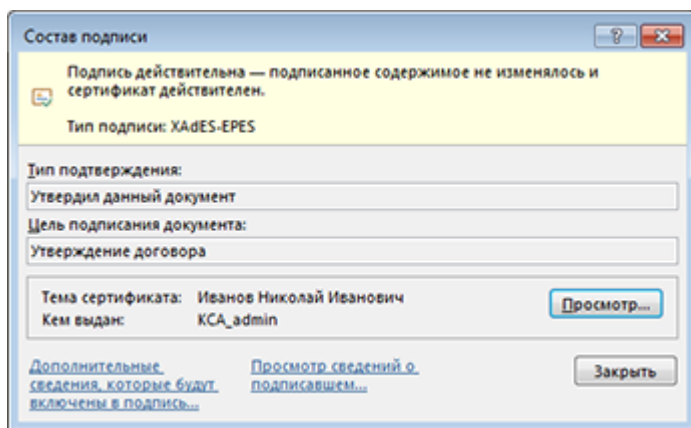 Состав подписи
Подпись действительна — подписанное содержимое не изменялось и
сертификат действителен.
Тип подписи: XAdES-EPES
Тип подтверждения:
Утвердил данный документ
Цель подписания документа:
Утверждение договора
Тема сертификата: Иванов Николай Иванович
Просмотр...
Кем выдан: KCA_admin
Дополнительные
сведения, которые будут
включены в подпись...
Просмотр сведений о
подписавшем...
Закрыть